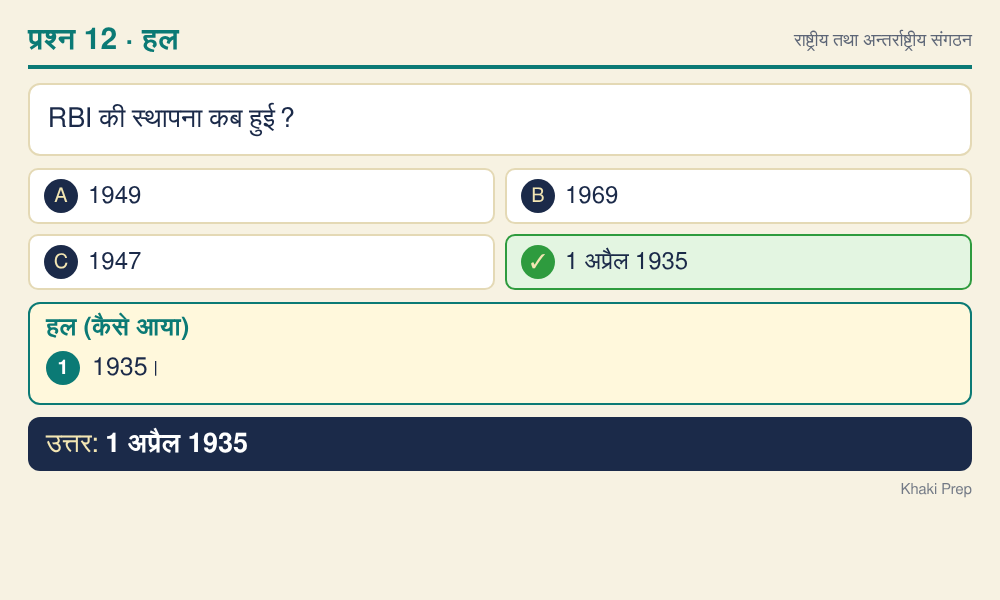 प्रश्न 12 · हल
राष्ट्रीय तथा अन्तर्राष्ट्रीय संगठन
RBI की स्थापना कब हुई ?
A 1949
B 1969
C 1947
✓ 1 अप्रैल 1935
हल (कैसे आया)
1 1935।
उत्तर: 1 अप्रैल 1935
Khaki Prep